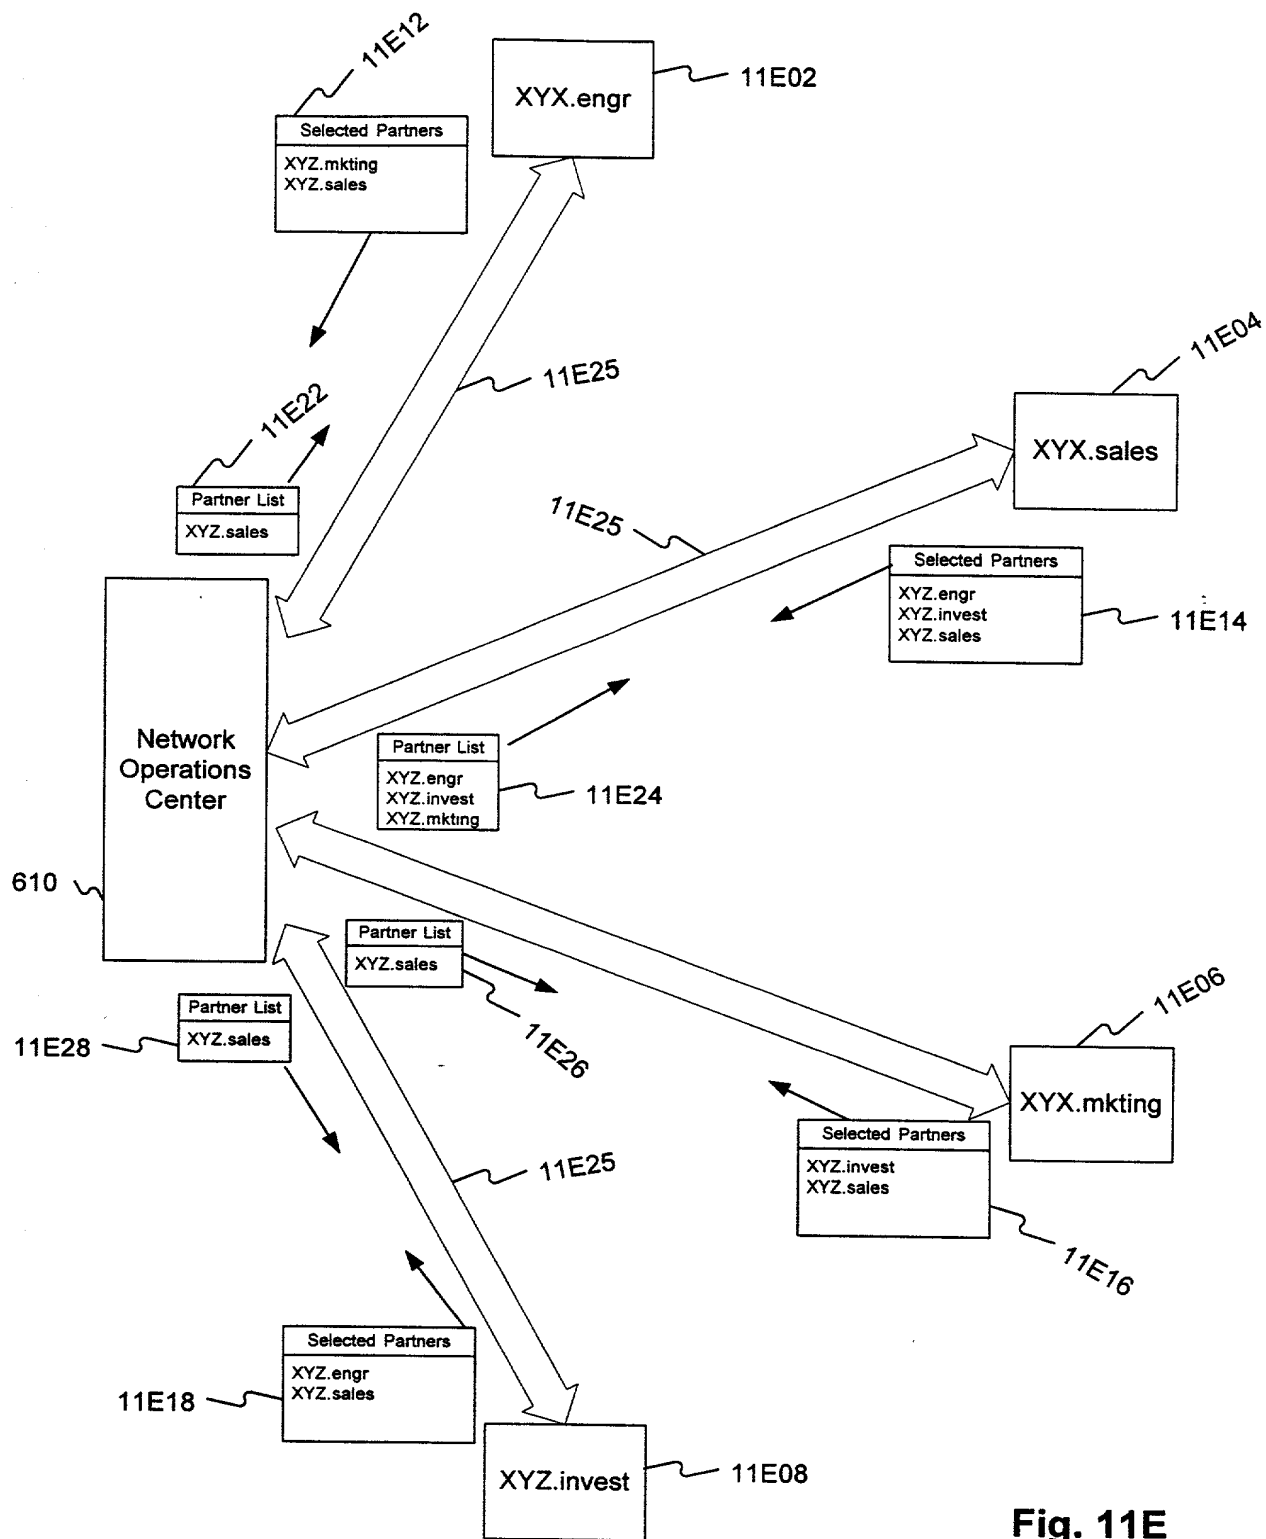 11E12
XYX.engr
11E02
Selected Partners
XYZ.mkting
XYZ.sales
11E25
11E04
11E22
XYX.sales
Partner List
XYZ.sales
11E25
Selected Partners
XYZ.engr
XYZ.invest
XYZ.sales
11E14
Network
Operations
Center
Partner List
XYZ.engr
XYZ.invest
XYZ.mkting
11E24
610
Partner List
XYZ.sales
11E26
11E06
Partner List
XYZ.sales
11E28
XYX.mkting
Selected Partners
XYZ.invest
XYZ.sales
11E16
11E25
Selected Partners
XYZ.engr
XYZ.sales
11E18
XYZ.invest
11E08
Fig. 11E